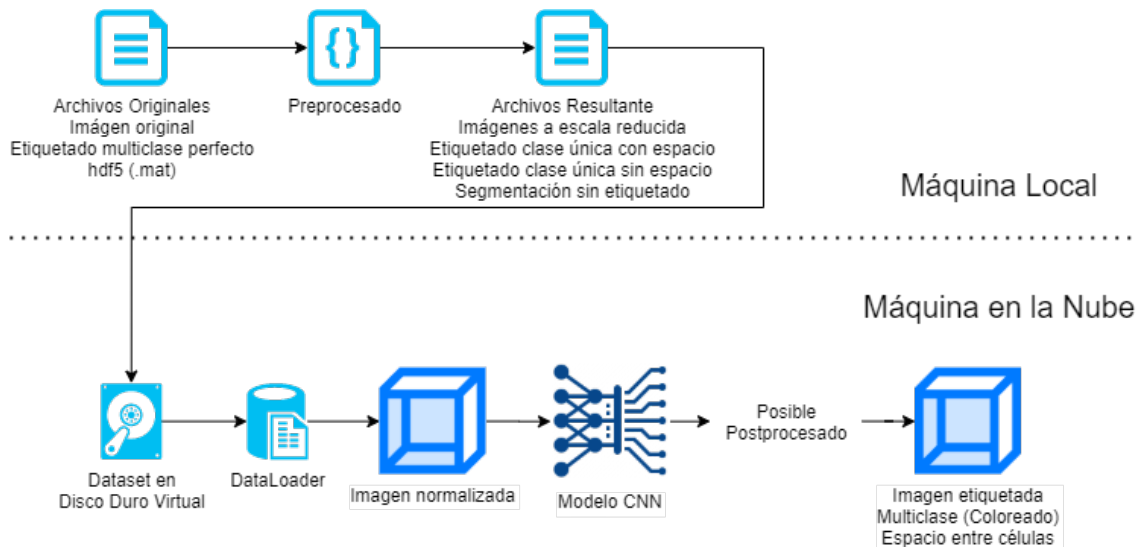 Archivos Originales
Imágen original
Etiquetado multiclase perfecto
hdf5 (.mat)
{}
Preprocesado
Archivos Resultante
Imágenes a escala reducida
Etiquetado clase única con espacio
Etiquetado clase única sin espacio
Segmentación sin etiquetado
Máquina Local
Máquina en la Nube
Dataset en
Disco Duro Virtual
DataLoader
Imagen normalizada
Modelo CNN
Posible
Postprocesado
Imagen etiquetada
Multiclase (Coloreado)
Espacio entre células